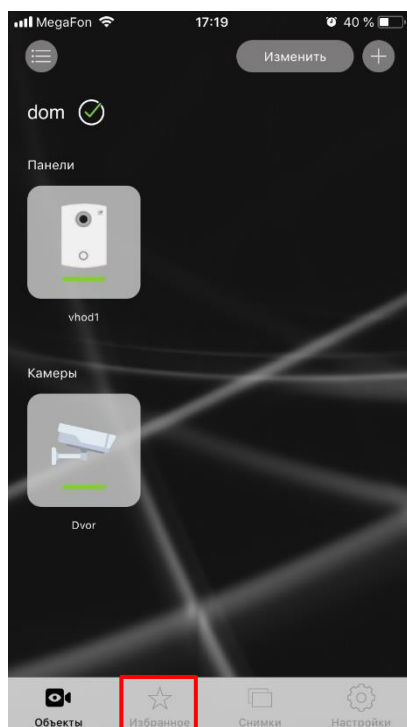 MegaFon 17:19 40 %
Изменить
dom
Панели
vhod1
Камеры
Dvor
Объекты Избранное Снимки Настройки